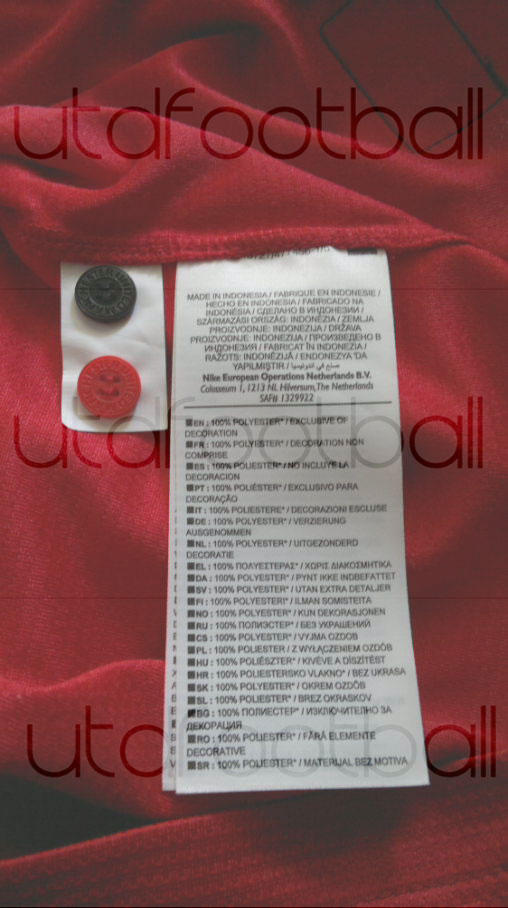 utdfootball
MADE IN INDONESIA / FABRIQUE EN INDONESIE /
HECHO EN INDONESIA / FABRICADO NA
INDONÉSIA / СДЕЛАНО В ИНДОНЕЗИИ /
SZÁRMAZÁSI ORSZÁG: INDONÉZIA / ZEMLJA
PROIZVODNJE: INDONEZIJA / DRŽAVA
PROIZVODNJE: INDONEZIJA / ПРОИЗВЕДЕНО В
ИНДОНЕЗИЯ / FABRICAT ÎN INDONEZIA /
RAŽOTS: INDONĒZIJĀ / ENDONEZYA 'DA
YAPILMIŞTIR / صنع في اندونيسيا
Nike European Operations Netherlands B.V.
Colosseum 1, 1213 NL Hilversum, The Netherlands
SAF# 1329922
EN : 100% POLYESTER* / EXCLUSIVE OF
DECORATION
FR : 100% POLYESTER* / DECORATION NON
COMPRISE
ES : 100% POLIESTER* / NO INCLUYE LA
DECORACION
PT : 100% POLIÉSTER* / EXCLUSIVO PARA
DECORAÇÃO
IT : 100% POLIESTERE* / DECORAZIONI ESCLUSE
DE : 100% POLYESTER* / VERZIERUNG
AUSGENOMMEN
NL : 100% POLYESTER* / UITGEZONDERD
DECORATIE
utdfootball
EL : 100% ΠΟΛΥΕΣΤΕΡΑΣ* / ΧΩΡΙΣ ΔΙΑΚΟΣΜΗΤΙΚΑ
DA : 100% POLYESTER* / PYNT IKKE INDBEFATTET
SV : 100% POLYESTER* / UTAN EXTRA DETALJER
FI : 100% POLYESTERI* / ILMAN SOMISTEITA
NO : 100% POLYESTER* / KUN DEKORASJONEN
RU : 100% ПОЛИЭСТЕР* / БЕЗ УКРАШЕНИЙ
CS : 100% POLYESTER* / VYJMA OZDOB
PL : 100% POLIESTER / Z WYŁĄCZENIEM OZDÓB
HU : 100% POLIÉSZTER* / KIVÉVE A DÍSZÍTÉST
HR : 100% POLIESTERSKO VLAKNO* / BEZ UKRASA
SK : 100% POLYESTER* / OKREM OZDÔB
SL : 100% POLIESTER* / BREZ OKRASKOV
BG : 100% ПОЛИЕСТЕР* / ИЗКЛЮЧИТЕЛНО ЗА
ДЕКОРАЦИЯ
RO : 100% POLIESTER* / FĂRĂ ELEMENTE
DECORATIVE
SR : 100% POLIESTER* / MATERIJAL BEZ MOTIVA
utdfootball